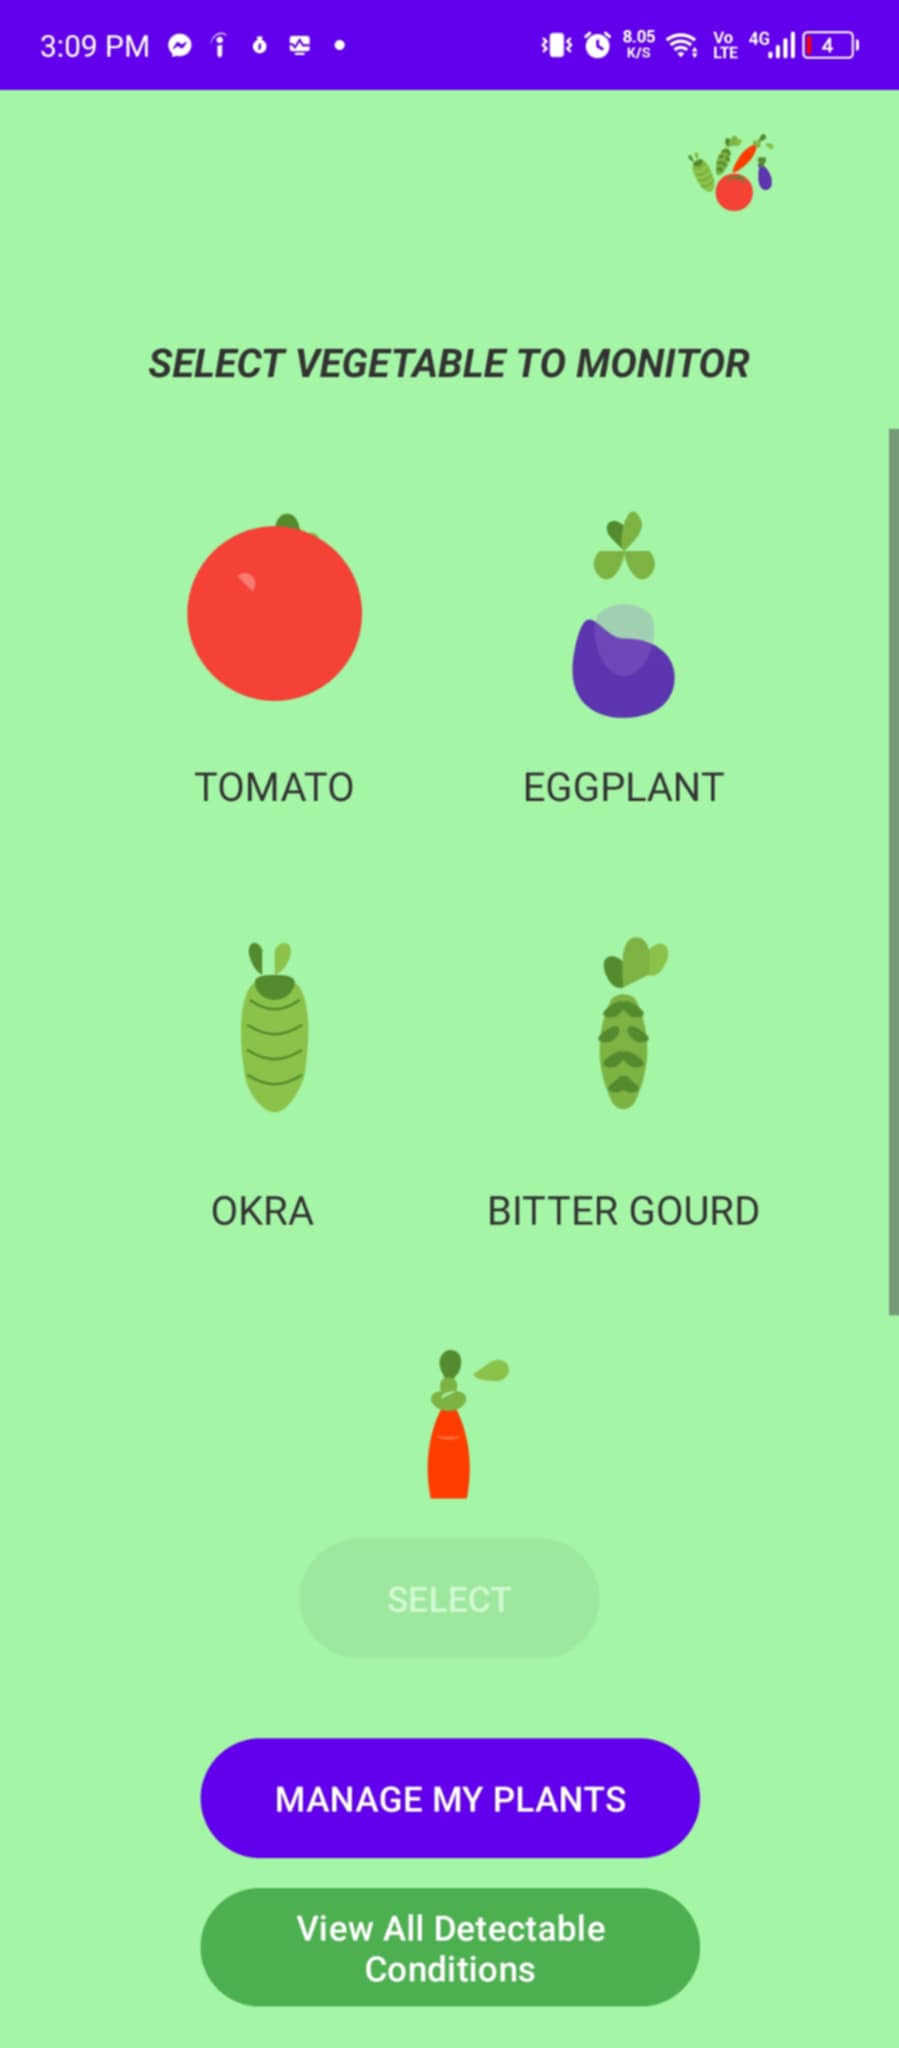 3:09 PM
8.05
K/S
Vo
LTE
4G
4
SELECT VEGETABLE TO MONITOR
TOMATO
EGGPLANT
OKRA
BITTER GOURD
SELECT
MANAGE MY PLANTS
View All Detectable
Conditions